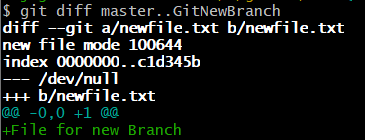 $ git diff master..GitNewBranch
diff --git a/newfile.txt b/newfile.txt
new file mode 100644
index 0000000..c1d345b
--- /dev/null
+++ b/newfile.txt
@@ -0,0 +1 @@
+File for new Branch